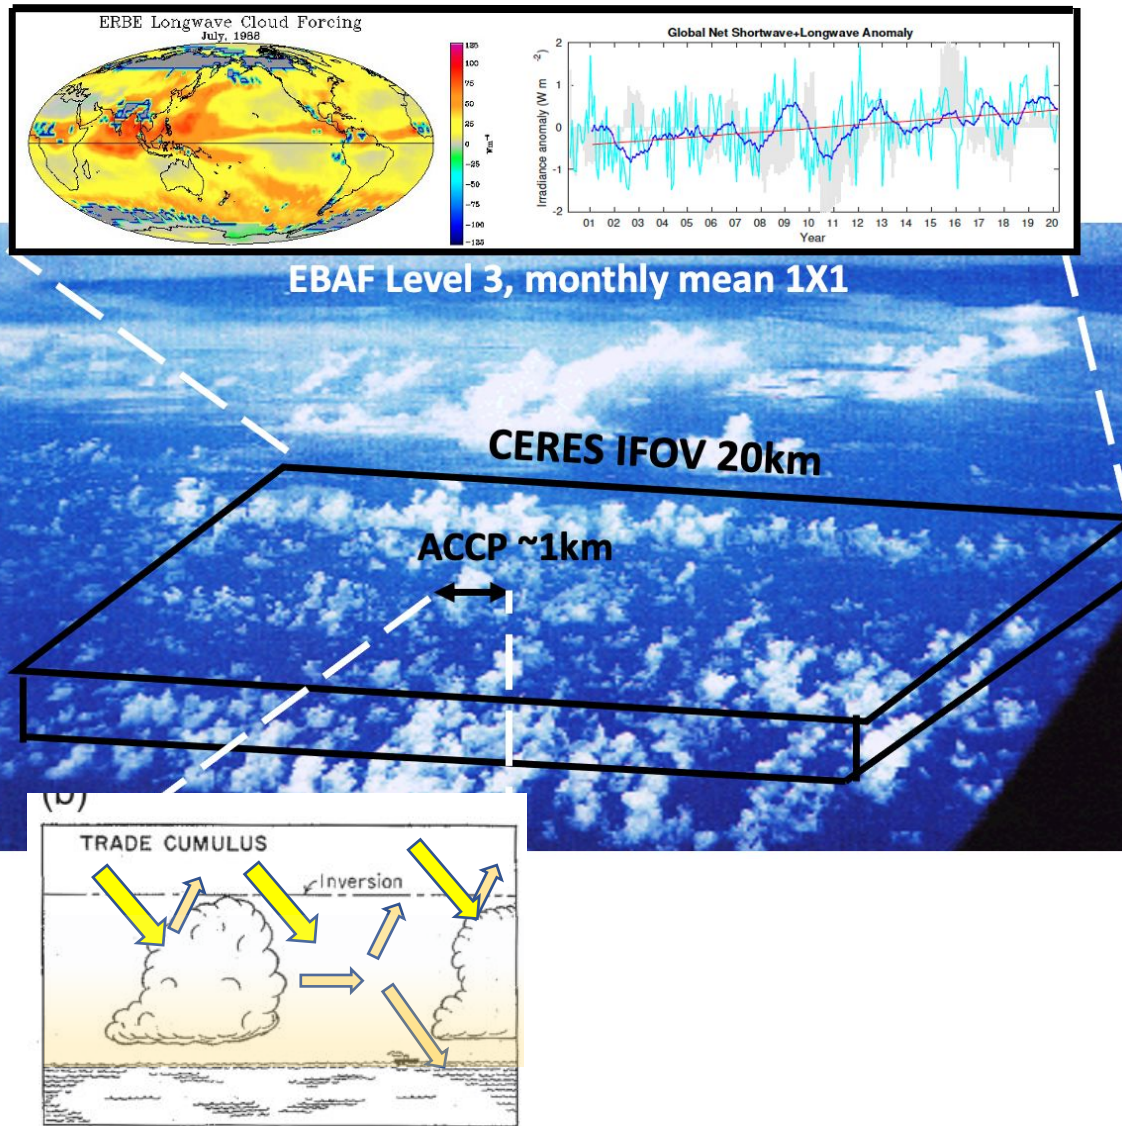 ERBE Longwave Cloud Forcing
July, 1988
125
100
75
50
25
0
-25
-50
-75
-100
-125
Wm⁻²
Global Net Shortwave+Longwave Anomaly
Irradiance anomaly (W m⁻²)
2
1
0
-1
-2
01 02 03 04 05 06 07 08 09 10 11 12 13 14 15 16 17 18 19 20
Year
EBAF Level 3, monthly mean 1X1
CERES IFOV 20km
ACCP ~1km
(b)
TRADE CUMULUS
Inversion